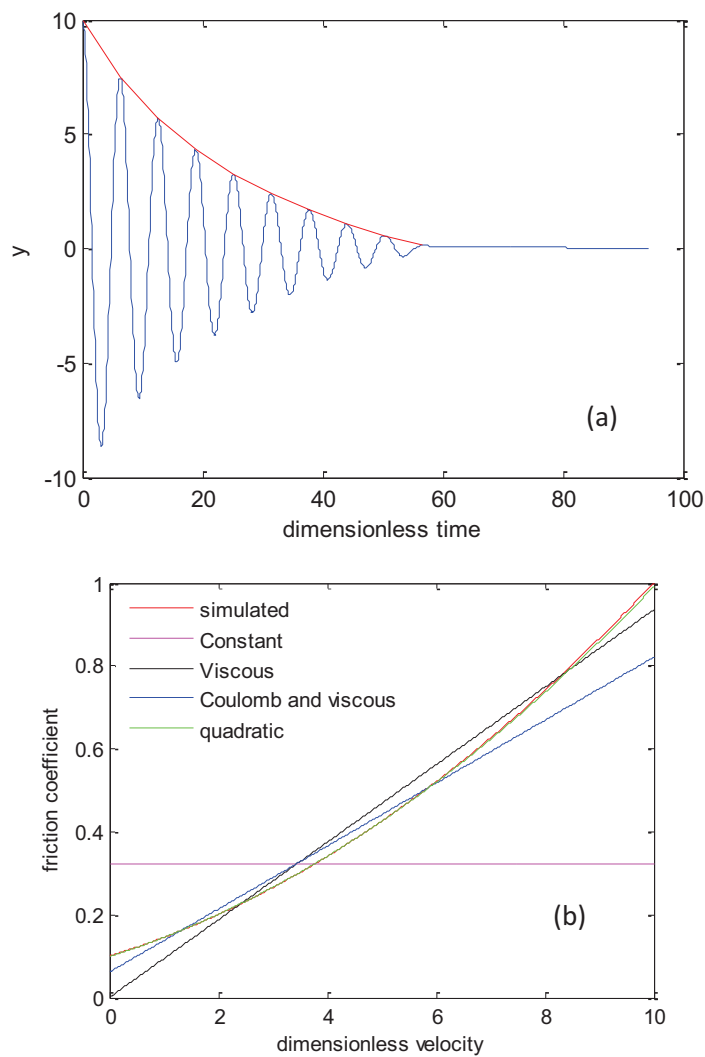 10
5
0
-5
-10
y
(a)
0 20 40 60 80 100
dimensionless time
1
0.8
0.6
0.4
0.2
0
friction coefficient
simulated
Constant
Viscous
Coulomb and viscous
quadratic
(b)
0 2 4 6 8 10
dimensionless velocity